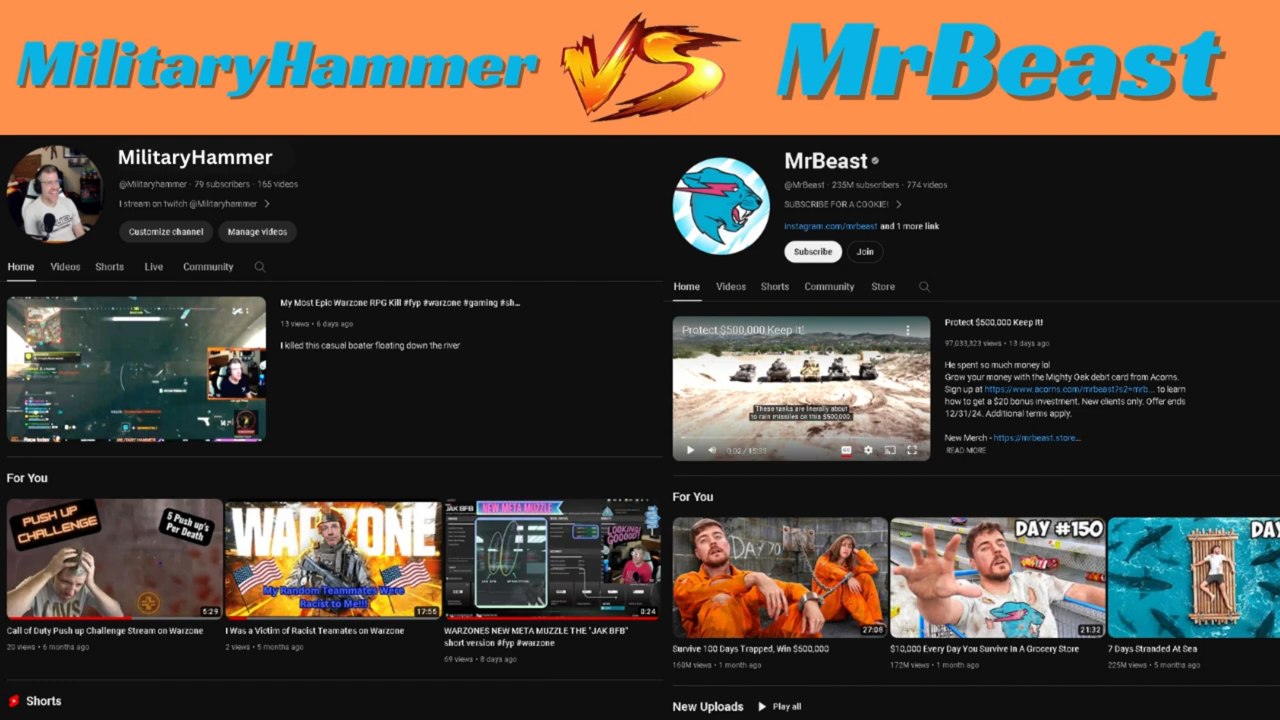 MilitaryHammer VS MrBeast
MilitaryHammer
@Militaryhammer · 79 subscribers · 165 videos
I stream on twitch @Militaryhammer >
Customize channel Manage videos
Home Videos Shorts Live Community
My Most Epic Warzone RPG Kill #fyp #warzone #gaming #sh...
13 views • 6 days ago
I killed this casual boater floating down the river
For You
PUSH UP
CHALLENGE
5 Push up's
Per Death
5:29
Call of Duty Push up Challenge Stream on Warzone
20 views • 6 months ago
WARZONE
My Random Teammates Were
Racist to Me!!!
17:55
I Was a Victim of Racist Teamates on Warzone
2 views • 5 months ago
JAK BFB
NEW META MUZZLE
LOOKING
GOOOOD!
0:24
WARZONES NEW META MUZZLE THE "JAK BFB"
short version #fyp #warzone
69 views • 8 days ago
Shorts
MrBeast
@MrBeast · 235M subscribers · 774 videos
SUBSCRIBE FOR A COOKIE! >
instagram.com/mrbeast and 1 more link
Subscribe Join
Home Videos Shorts Community Store
Protect $500,000 Keep It!
These tanks are literally about
to rain missiles on this $500,000.
0:02 / 15:33
Protect $500,000 Keep It!
97,033,323 views • 13 days ago
He spent so much money lol
Grow your money with the Mighty Oak debit card from Acorns.
Sign up at https://www.acorns.com/mrbeast?s2=mrb... to learn
how to get a $20 bonus investment. New clients only. Offer ends
12/31/24. Additional terms apply.
New Merch - https://mrbeast.store...
READ MORE
For You
DAY 70
27:08
Survive 100 Days Trapped, Win $500,000
160M views • 1 month ago
DAY #150
21:32
$10,000 Every Day You Survive In A Grocery Store
172M views • 1 month ago
DAY
7 Days Stranded At Sea
225M views • 5 months ago
New Uploads Play all